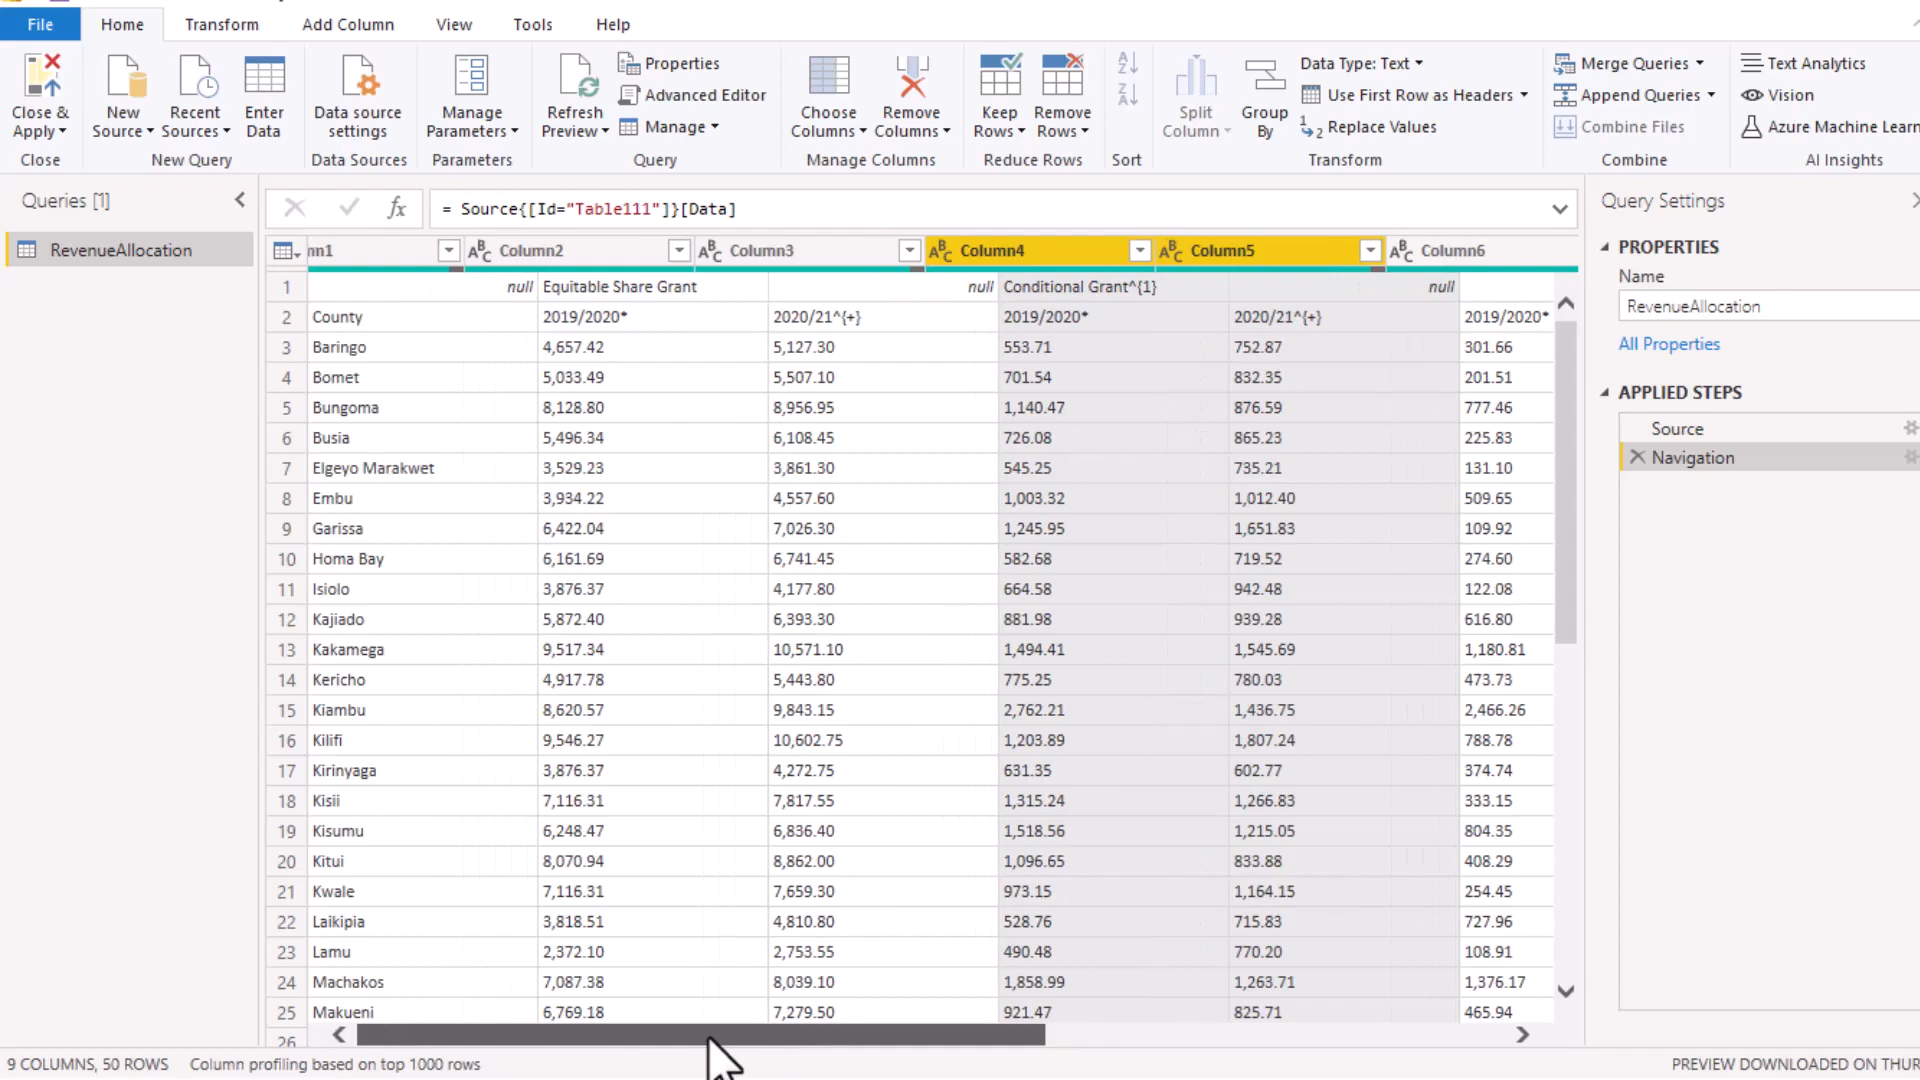 File Home Transform Add Column View Tools Help
Close & Apply
New Source
Recent Sources
Enter Data
Data source settings
Manage Parameters
Refresh Preview
Properties
Advanced Editor
Manage
Choose Columns
Remove Columns
Keep Rows
Remove Rows
Split Column
Group By
Data Type: Text
Use First Row as Headers
Replace Values
Merge Queries
Append Queries
Combine Files
Text Analytics
Vision
Azure Machine Learn
Close New Query Data Sources Parameters Query Manage Columns Reduce Rows Sort Transform Combine AI Insights
Queries [1]
RevenueAllocation
fx = Source{[Id="Table111"]}[Data]
nn1 ABC Column2 ABC Column3 ABC Column4 ABC Column5 ABC Column6
1 null Equitable Share Grant null Conditional Grant^{1} null
2 County 2019/2020* 2020/21^{+} 2019/2020* 2020/21^{+} 2019/2020*
3 Baringo 4,657.42 5,127.30 553.71 752.87 301.66
4 Bomet 5,033.49 5,507.10 701.54 832.35 201.51
5 Bungoma 8,128.80 8,956.95 1,140.47 876.59 777.46
6 Busia 5,496.34 6,108.45 726.08 865.23 225.83
7 Elgeyo Marakwet 3,529.23 3,861.30 545.25 735.21 131.10
8 Embu 3,934.22 4,557.60 1,003.32 1,012.40 509.65
9 Garissa 6,422.04 7,026.30 1,245.95 1,651.83 109.92
10 Homa Bay 6,161.69 6,741.45 582.68 719.52 274.60
11 Isiolo 3,876.37 4,177.80 664.58 942.48 122.08
12 Kajiado 5,872.40 6,393.30 881.98 939.28 616.80
13 Kakamega 9,517.34 10,571.10 1,494.41 1,545.69 1,180.81
14 Kericho 4,917.78 5,443.80 775.25 780.03 473.73
15 Kiambu 8,620.57 9,843.15 2,762.21 1,436.75 2,466.26
16 Kilifi 9,546.27 10,602.75 1,203.89 1,807.24 788.78
17 Kirinyaga 3,876.37 4,272.75 631.35 602.77 374.74
18 Kisii 7,116.31 7,817.55 1,315.24 1,266.83 333.15
19 Kisumu 6,248.47 6,836.40 1,518.56 1,215.05 804.35
20 Kitui 8,070.94 8,862.00 1,096.65 833.88 408.29
21 Kwale 7,116.31 7,659.30 973.15 1,164.15 254.45
22 Laikipia 3,818.51 4,810.80 528.76 715.83 727.96
23 Lamu 2,372.10 2,753.55 490.48 770.20 108.91
24 Machakos 7,087.38 8,039.10 1,858.99 1,263.71 1,376.17
25 Makueni 6,769.18 7,279.50 921.47 825.71 465.94
26
Query Settings
PROPERTIES
Name
RevenueAllocation
All Properties
APPLIED STEPS
Source
Navigation
9 COLUMNS, 50 ROWS Column profiling based on top 1000 rows PREVIEW DOWNLOADED ON THUR